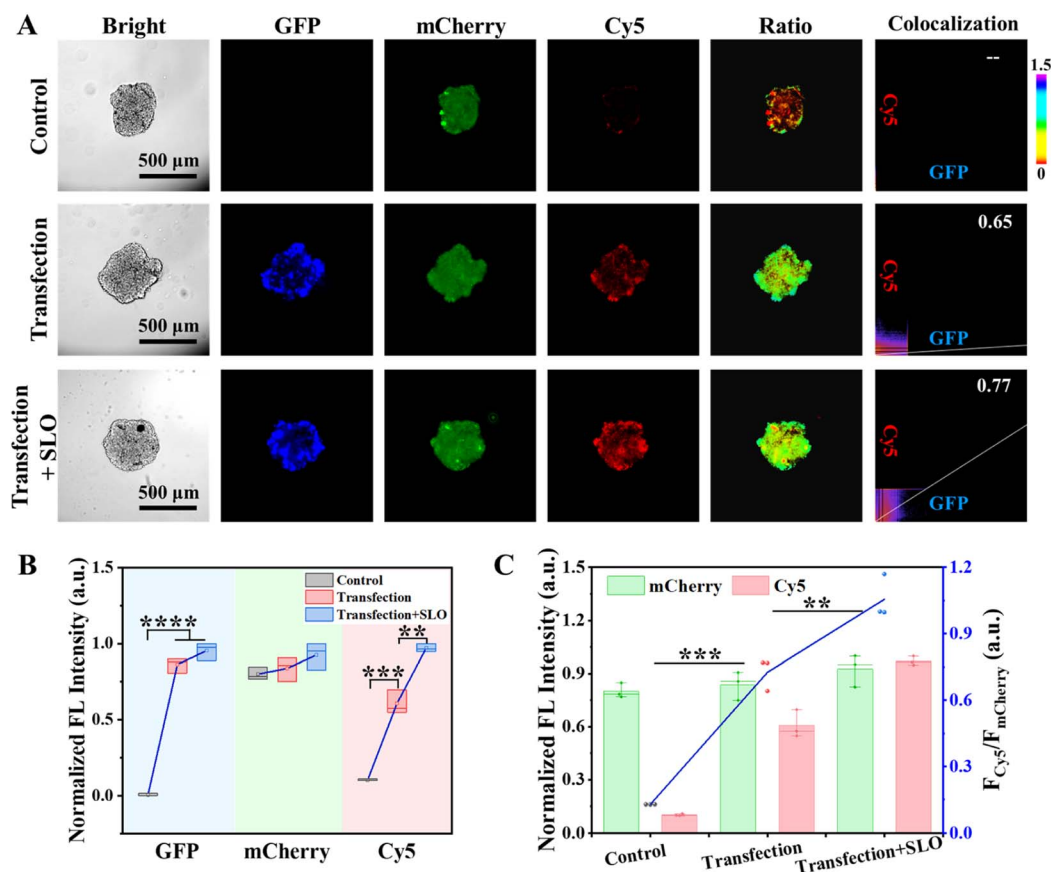 A
Bright
GFP
mCherry
Cy5
Ratio
Colocalization
Control
500 µm
--
Cy5
GFP
1.5
0
Transfection
500 µm
0.65
Cy5
GFP
Transfection
+ SLO
500 µm
0.77
Cy5
GFP
B
Normalized FL Intensity (a.u.)
1.5
1.0
0.5
0.0
Control
Transfection
Transfection+SLO
****
***
**
GFP
mCherry
Cy5
C
Normalized FL Intensity (a.u.)
1.5
1.2
0.9
0.6
0.3
0.0
mCherry
Cy5
***
**
1.2
0.9
0.6
0.3
0.0
FCy5/FmCherry (a.u.)
Control
Transfection
Transfection+SLO